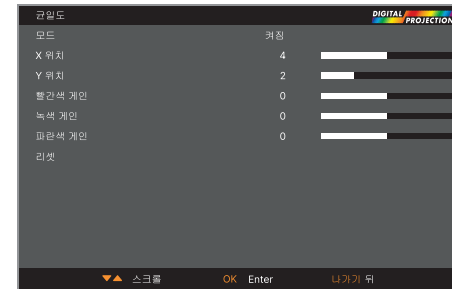 균일도 DIGITAL PROJECTION
모드 켜짐
X 위치 4
Y 위치 2
빨간색 게인 0
녹색 게인 0
파란색 게인 0
리셋
▼▲ 스크롤 OK Enter 나가기 뒤